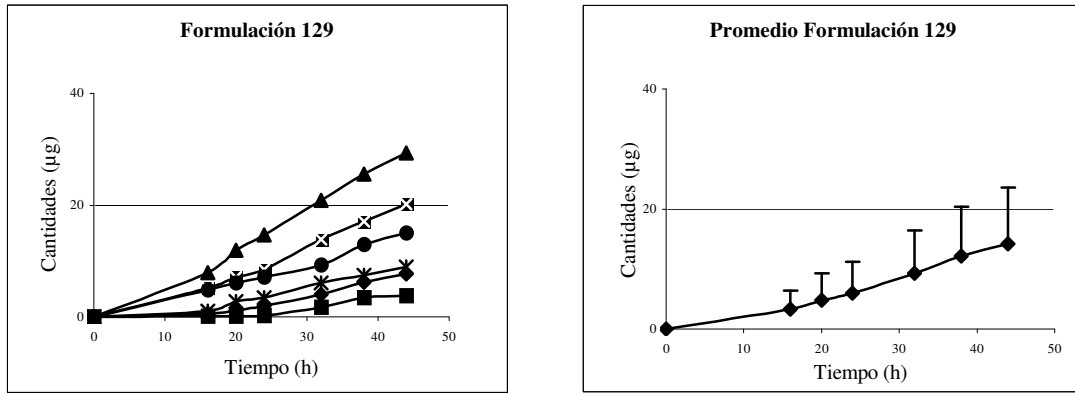 Formulación 129
40
20
0
Cantidades (µg)
0 10 20 30 40 50
Tiempo (h)
Promedio Formulación 129
40
20
0
Cantidades (µg)
0 10 20 30 40 50
Tiempo (h)